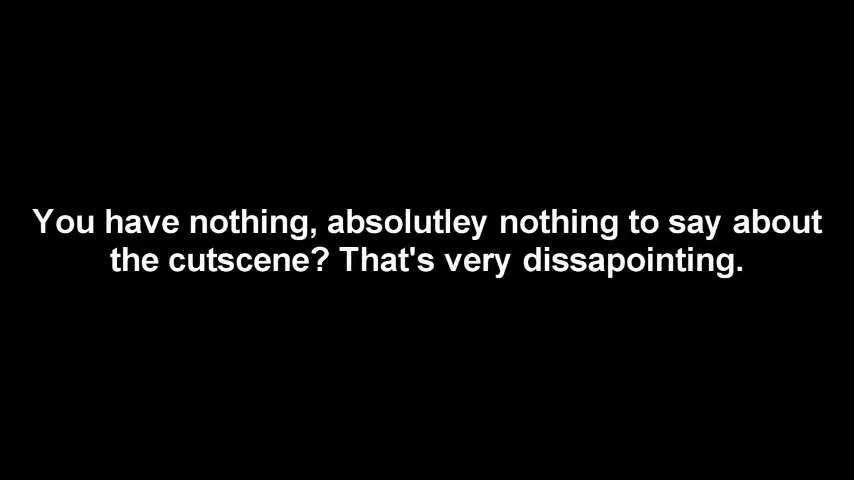 You have nothing, absolutley nothing to say about
the cutscene? That's very dissapointing.